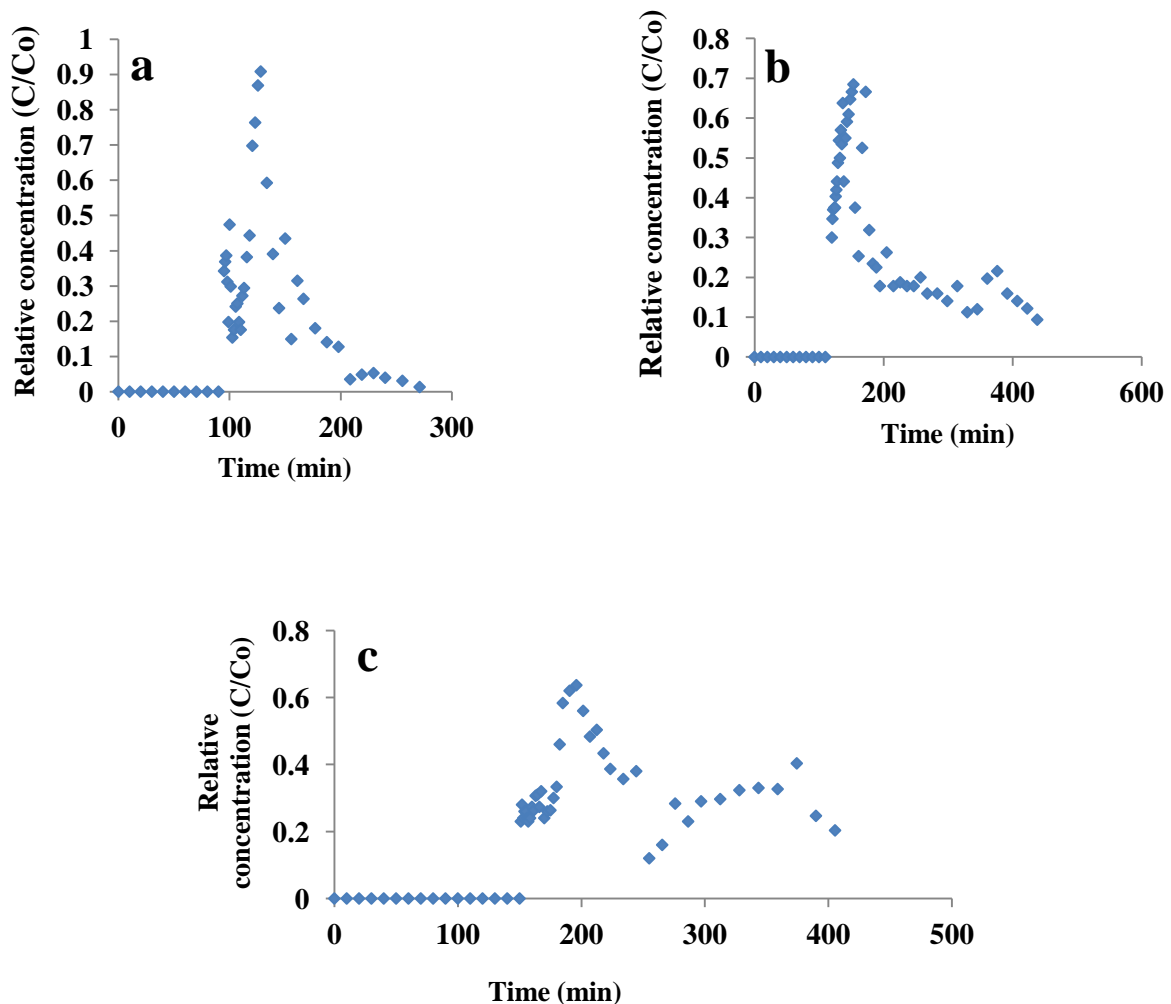 a
Relative concentration (C/Co)
1
0.9
0.8
0.7
0.6
0.5
0.4
0.3
0.2
0.1
0
0 100 200 300
Time (min)
b
Relative concentration (C/Co)
0.8
0.7
0.6
0.5
0.4
0.3
0.2
0.1
0
0 200 400 600
Time (min)
c
Relative
concentration (C/Co)
0.8
0.6
0.4
0.2
0
0 100 200 300 400 500
Time (min)